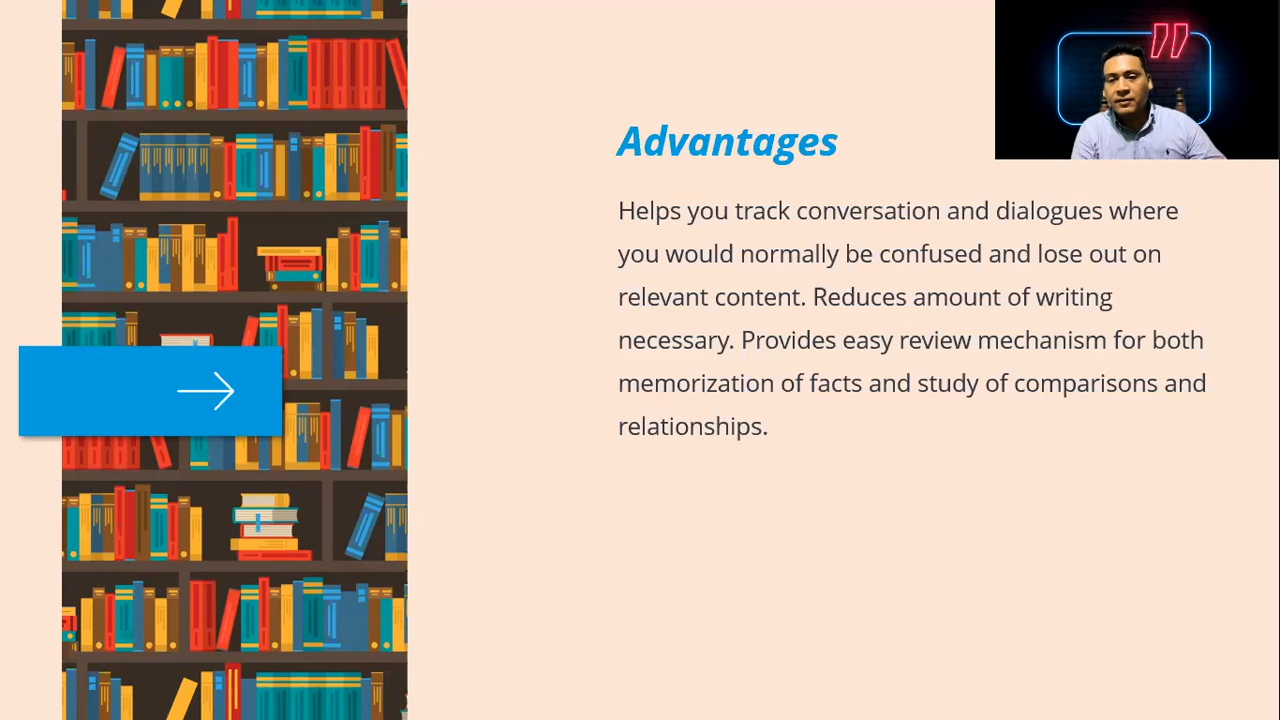 Advantages
Helps you track conversation and dialogues where
you would normally be confused and lose out on
relevant content. Reduces amount of writing
necessary. Provides easy review mechanism for both
memorization of facts and study of comparisons and
relationships.